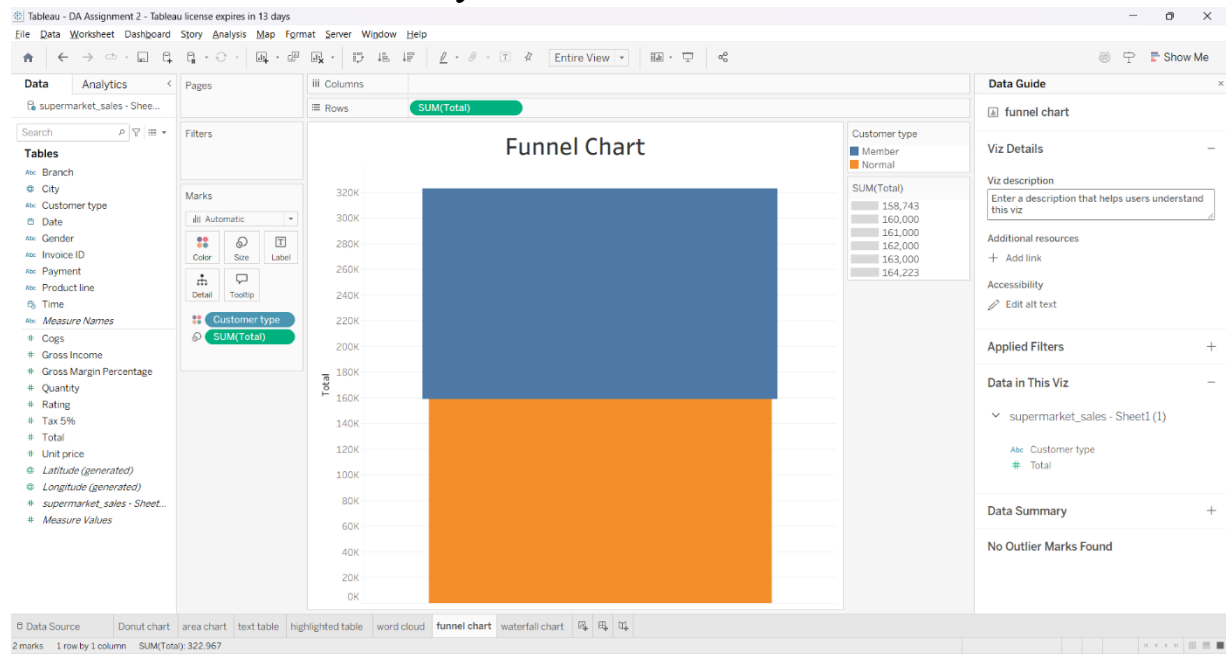 Tableau - DA Assignment 2 - Tableau license expires in 13 days
File Data Worksheet Dashboard Story Analysis Map Format Server Window Help
Entire View
Show Me
Data Analytics
supermarket_sales - Shee...
Search
Tables
Abc Branch
City
Abc Customer type
Date
Abc Gender
Abc Invoice ID
Abc Payment
Abc Product line
Time
Abc Measure Names
# Cogs
# Gross Income
# Gross Margin Percentage
# Quantity
# Rating
# Tax 5%
# Total
# Unit price
Latitude (generated)
Longitude (generated)
# supermarket_sales - Sheet...
# Measure Values
Pages
Filters
Marks
Automatic
Color Size Label
Detail Tooltip
Customer type
SUM(Total)
Columns
Rows SUM(Total)
Funnel Chart
Total
320K
300K
280K
260K
240K
220K
200K
180K
160K
140K
120K
100K
80K
60K
40K
20K
0K
Customer type
Member
Normal
SUM(Total)
158,743
160,000
161,000
162,000
163,000
164,223
Data Guide
funnel chart
Viz Details
Viz description
Enter a description that helps users understand
this viz
Additional resources
Add link
Accessibility
Edit alt text
Applied Filters
Data in This Viz
supermarket_sales - Sheet1 (1)
Abc Customer type
# Total
Data Summary
No Outlier Marks Found
Data Source Donut chart area chart text table highlighted table word cloud funnel chart waterfall chart
2 marks 1 row by 1 column SUM(Total): 322,967